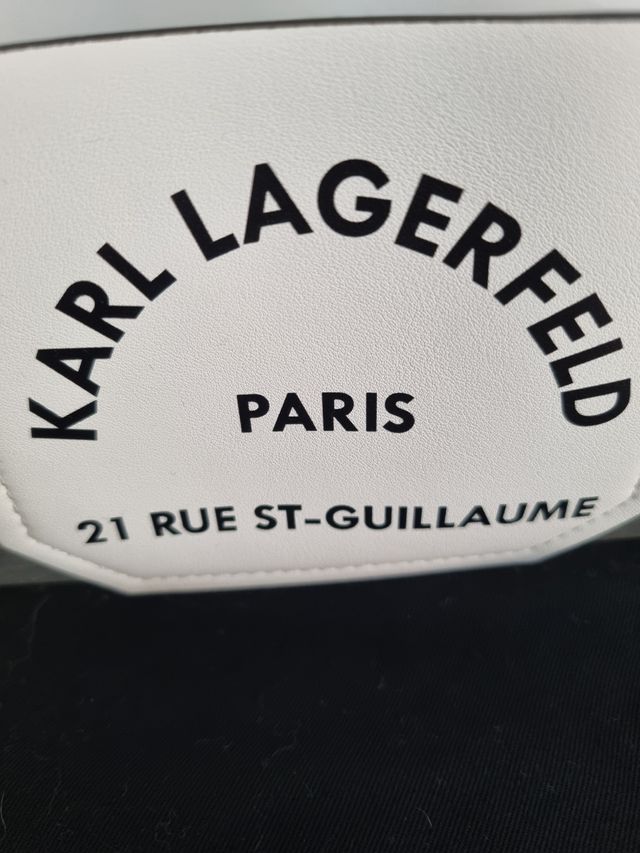 KARL LAGERFELD
PARIS
21 RUE ST-GUILLAUME